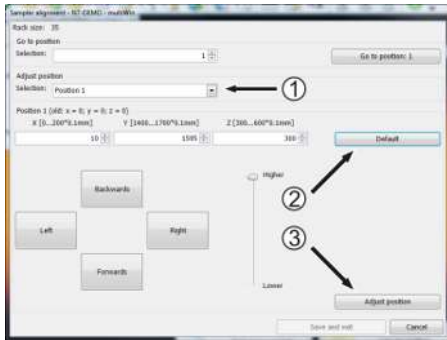 Sampler alignment - NT-DEMO - multiWin
Rack size: 35
Go to position
Selection: 1 Go to position: 1
Adjust position
Selection: Position 1 ①
Position 1 (old: x = 0; y = 0; z = 0)
X [0...200*0.1mm] Y [1400...1700*0.1mm] Z [300...600*0.1mm]
10 1585 300 Default
②
Higher
Backwards
Left Right
③
Forwards
Lower
Adjust position
Save and exit Cancel